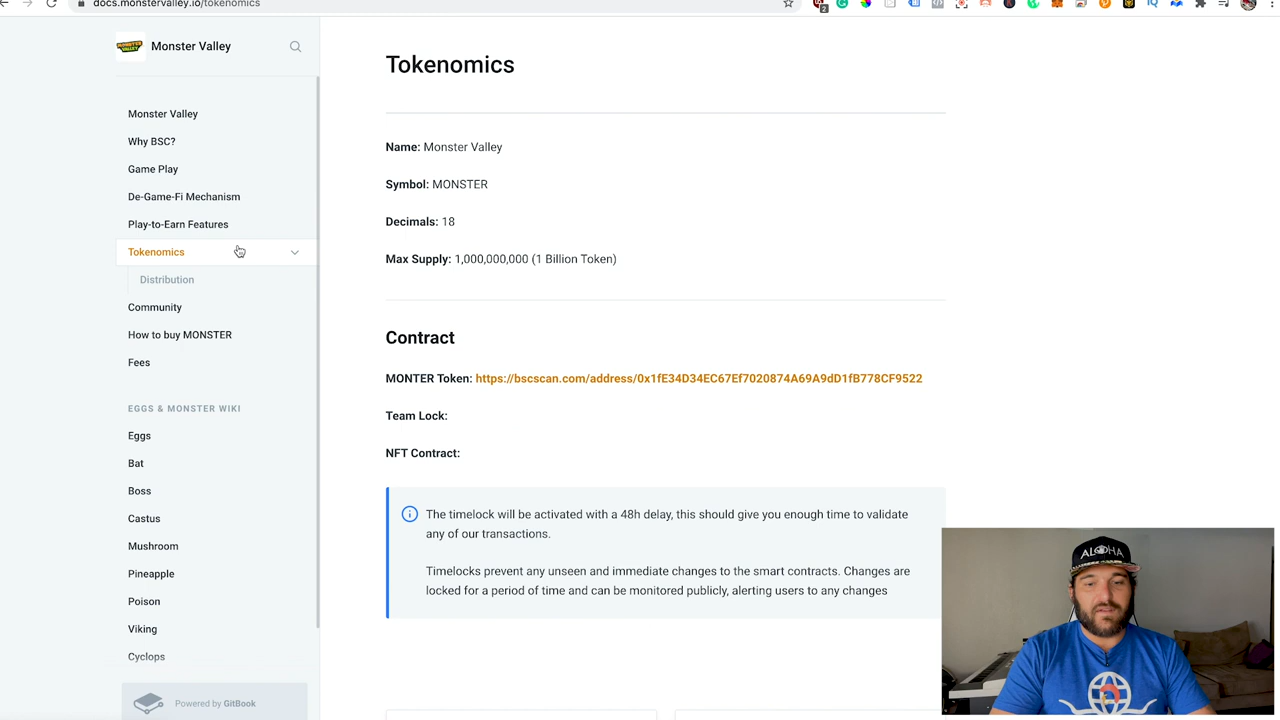 docs.monstervalley.io/tokenomics
2
MONSTER VALLEY
Monster Valley
Monster Valley
Why BSC?
Game Play
De-Game-Fi Mechanism
Play-to-Earn Features
Tokenomics
Distribution
Community
How to buy MONSTER
Fees
EGGS & MONSTER WIKI
Eggs
Bat
Boss
Castus
Mushroom
Pineapple
Poison
Viking
Cyclops
Powered by GitBook
Tokenomics
Name: Monster Valley
Symbol: MONSTER
Decimals: 18
Max Supply: 1,000,000,000 (1 Billion Token)
Contract
MONTER Token: https://bscscan.com/address/0x1fE34D34EC67Ef7020874A69A9dD1fB778CF9522
Team Lock:
NFT Contract:
The timelock will be activated with a 48h delay, this should give you enough time to validate
any of our transactions.
Timelocks prevent any unseen and immediate changes to the smart contracts. Changes are
locked for a period of time and can be monitored publicly, alerting users to any changes
ALOHA